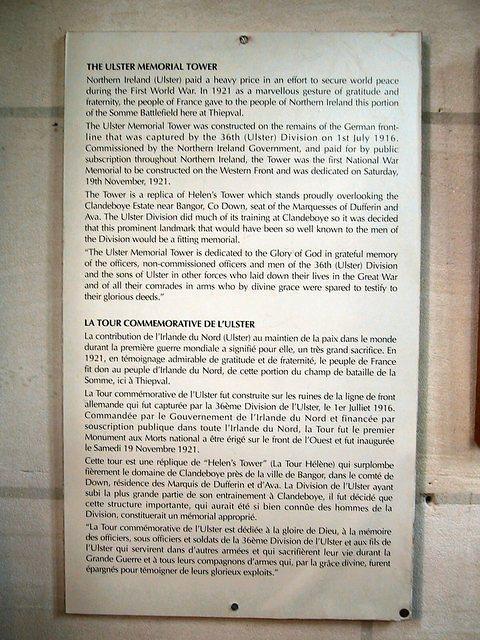 THE ULSTER MEMORIAL TOWER
Northern Ireland (Ulster) paid a heavy price in an effort to secure world peace
during the First World War. In 1921 as a marvellous gesture of gratitude and
fraternity, the people of France gave to the people of Northern Ireland this portion
of the Somme Battlefield here at Thiepval.
The Ulster Memorial Tower was constructed on the remains of the German front-
line that was captured by the 36th (Ulster) Division on 1st July 1916.
Commissioned by the Northern Ireland Government, and paid for by public
subscription throughout Northern Ireland, the Tower was the first National War
Memorial to be constructed on the Western Front and was dedicated on Saturday,
19th November, 1921.
The Tower is a replica of Helen's Tower which stands proudly overlooking the
Clandeboye Estate near Bangor, Co Down, seat of the Marquesses of Dufferin and
Ava. The Ulster Division did much of its training at Clandeboye so it was decided
that this prominent landmark that would have been so well known to the men of
the Division would be a fitting memorial.
"The Ulster Memorial Tower is dedicated to the Glory of God in grateful memory
of the officers, non-commissioned officers and men of the 36th (Ulster) Division
and the sons of Ulster in other forces who laid down their lives in the Great War
and of all their comrades in arms who by divine grace were spared to testify to
their glorious deeds."
LA TOUR COMMEMORATIVE DE L'ULSTER
La contribution de l'Irlande du Nord (Ulster) au maintien de la paix dans le monde
durant la première guerre mondiale a signifié pour elle, un très grand sacrifice. En
1921, en témoignage admirable de gratitude et de fraternité, le peuple de France
fit don au peuple d'Irlande du Nord, de cette portion du champ de bataille de la
Somme, ici à Thiepval.
La Tour commémorative de l'Ulster fut construite sur les ruines de la ligne de front
allemande qui fut capturée par la 36ème Division de l'Ulster, le 1er Julliet 1916.
Commandée par le Gouvernement de l'Irlande du Nord et financée par
souscription publique dans toute l'Irlande du Nord, la Tour fut le premier
Monument aux Morts national a être érigé sur le front de l'Ouest et fut inaugurée
le Samedi 19 Novembre 1921.
Cette tour est une réplique de "Helen's Tower" (La Tour Hélène) qui surplombe
fièrement le domaine de Clandeboye près de la ville de Bangor, dans le comté de
Down, résidence des Marquis de Dufferin et d'Ava. La Division de L'Ulster ayant
subi la plus grande partie de son entrainement à Clandeboye, il fut décidé que
cette structure importante, qui aurait été si bien connûe des hommes de la
Division, constituerait un mémorial approprié.
"La Tour commémorative de l'Ulster est dédiée à la gloire de Dieu, à la mémoire
des officiers, sous officiers et soldats de la 36ème Division de l'Ulster et aux fils de
l'Ulster qui servirent dans d'autres armées et qui sacrifièrent leur vie durant la
Grande Guerre et à tous leurs compagnons d'armes qui, par la grâce divine, furent
épargnés pour témoigner de leurs glorieux exploits."